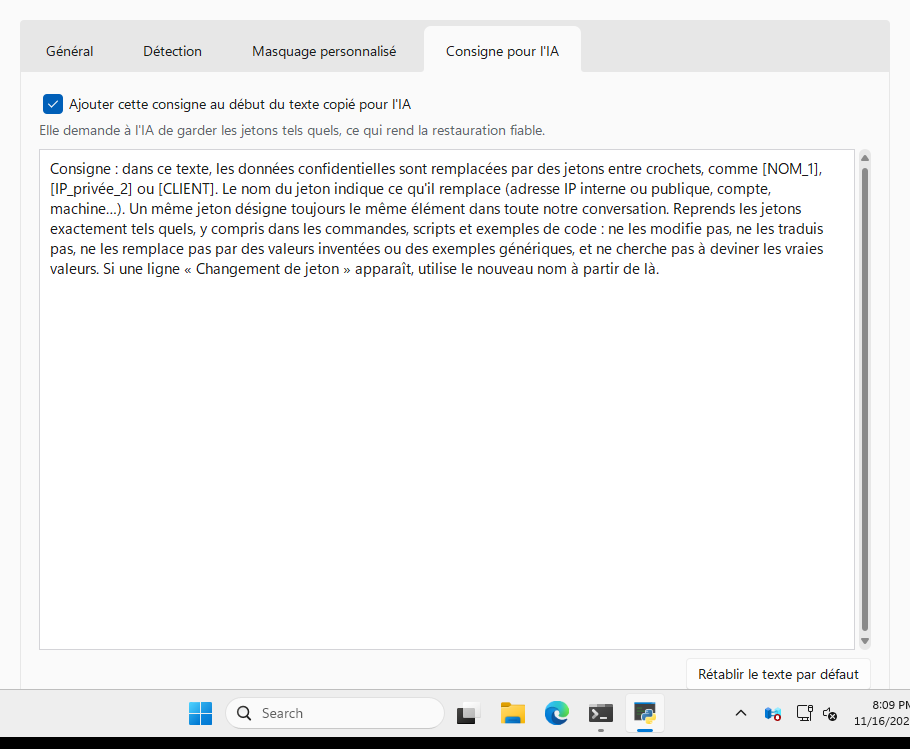 Général
Détection
Masquage personnalisé
Consigne pour l'IA
Ajouter cette consigne au début du texte copié pour l'IA
Elle demande à l'IA de garder les jetons tels quels, ce qui rend la restauration fiable.
Consigne : dans ce texte, les données confidentielles sont remplacées par des jetons entre crochets, comme [NOM_1],
[IP_privée_2] ou [CLIENT]. Le nom du jeton indique ce qu'il remplace (adresse IP interne ou publique, compte,
machine…). Un même jeton désigne toujours le même élément dans toute notre conversation. Reprends les jetons
exactement tels quels, y compris dans les commandes, scripts et exemples de code : ne les modifie pas, ne les traduis
pas, ne les remplace pas par des valeurs inventées ou des exemples génériques, et ne cherche pas à deviner les vraies
valeurs. Si une ligne « Changement de jeton » apparaît, utilise le nouveau nom à partir de là.
Rétablir le texte par défaut
Search
8:09 PM
11/16/202